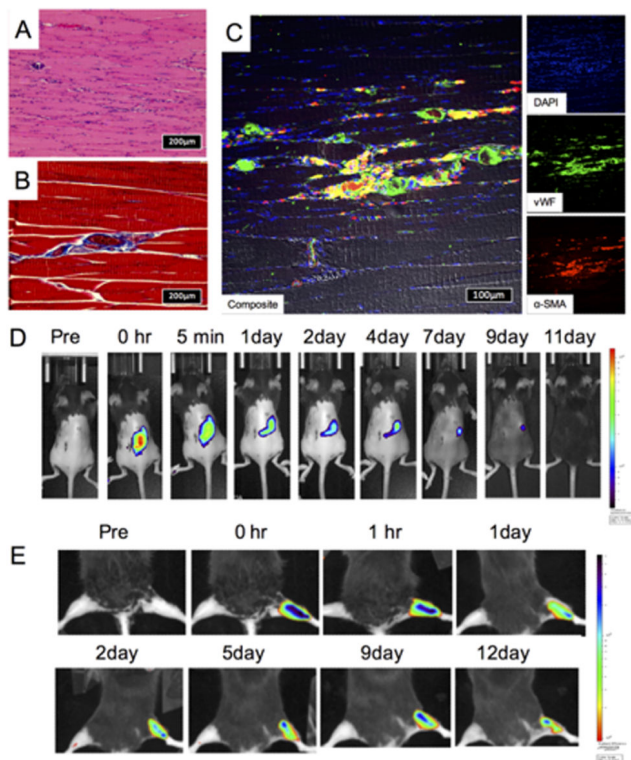 A
200μm
B
200μm
C
Composite
100μm
DAPI
vWF
α-SMA
D
Pre
0 hr
5 min
1day
2day
4day
7day
9day
11day
E
Pre
0 hr
1 hr
1day
2day
5day
9day
12day